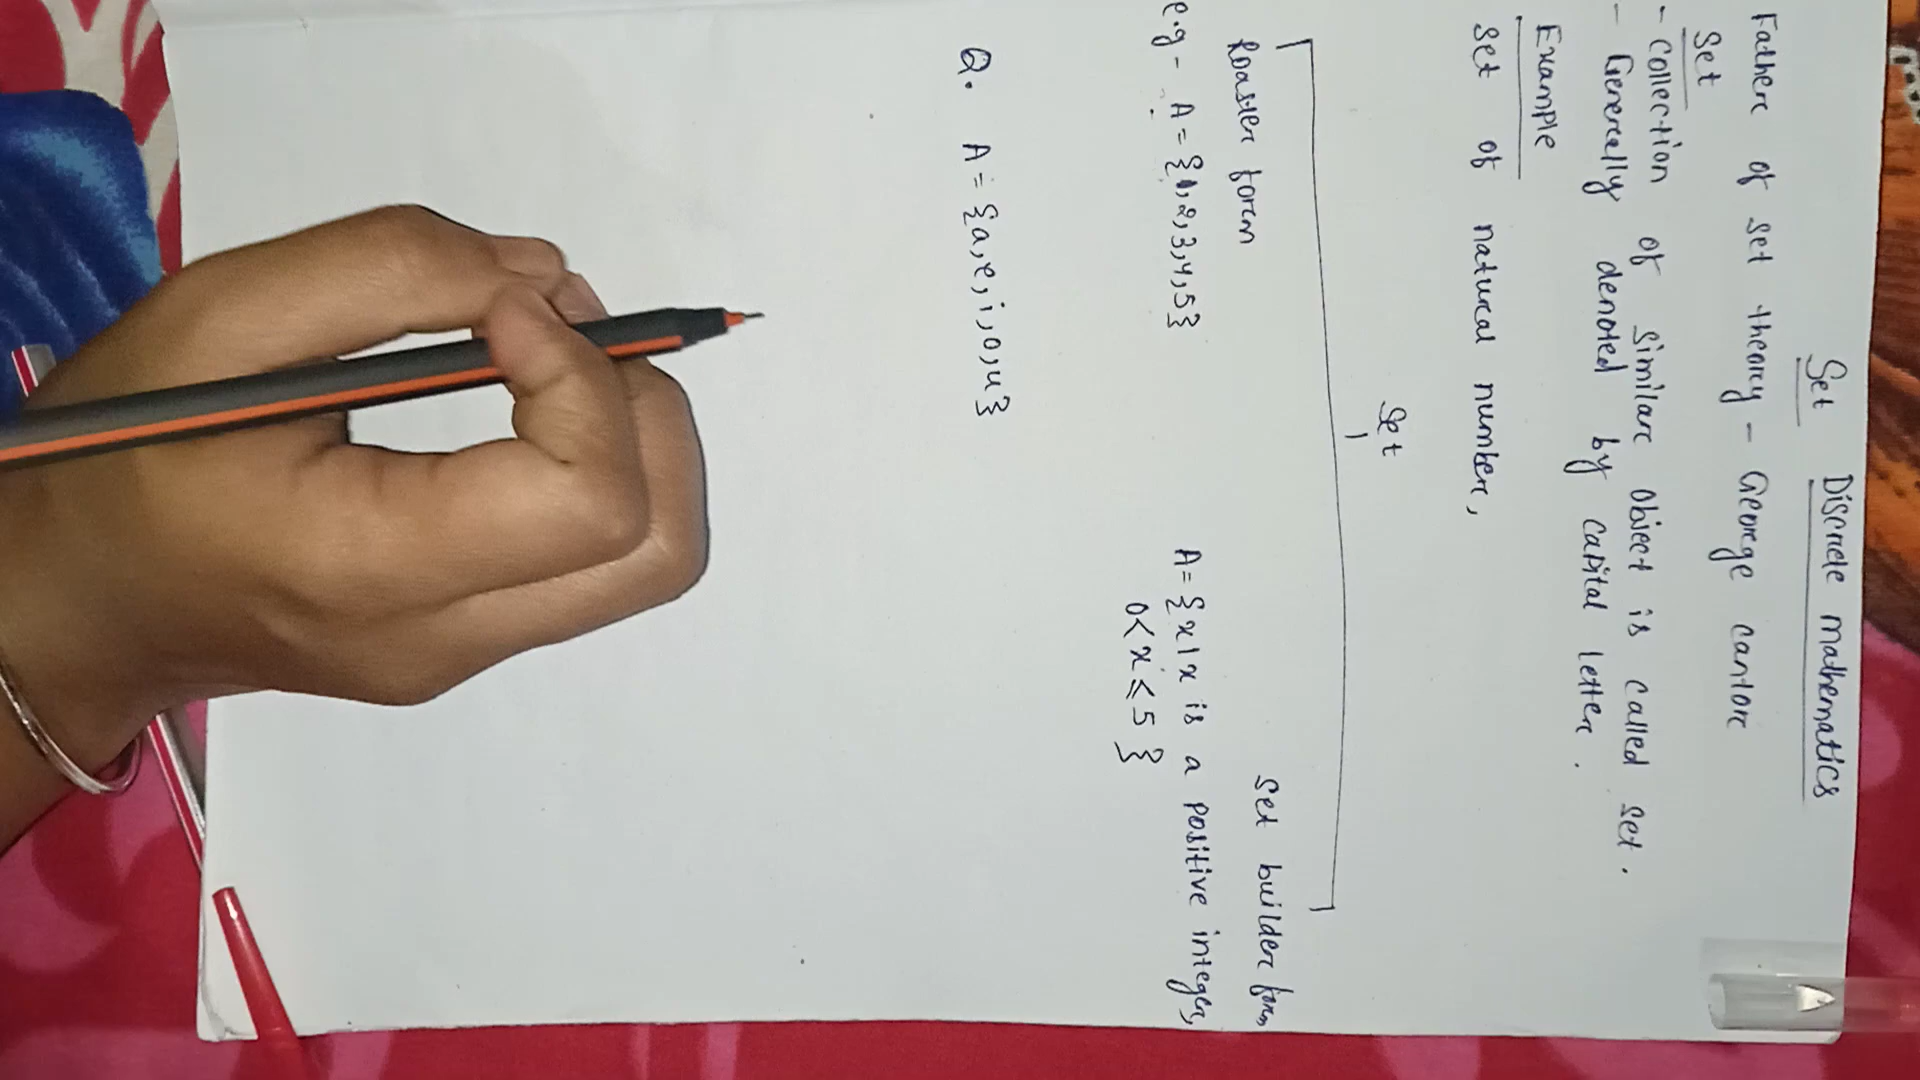 Set Discrete mathematics
Father of set theory - George cantor
Set
- Collection of similar object is called set.
- Generally denoted by capital letter.
Example
Set of natural number,
Set
Roaster form Set builder form
e.g - A = {1,2,3,4,5} A = {x|x is a positive integer,
0< x ≤ 5}
Q. A = {a,e,i,o,u}